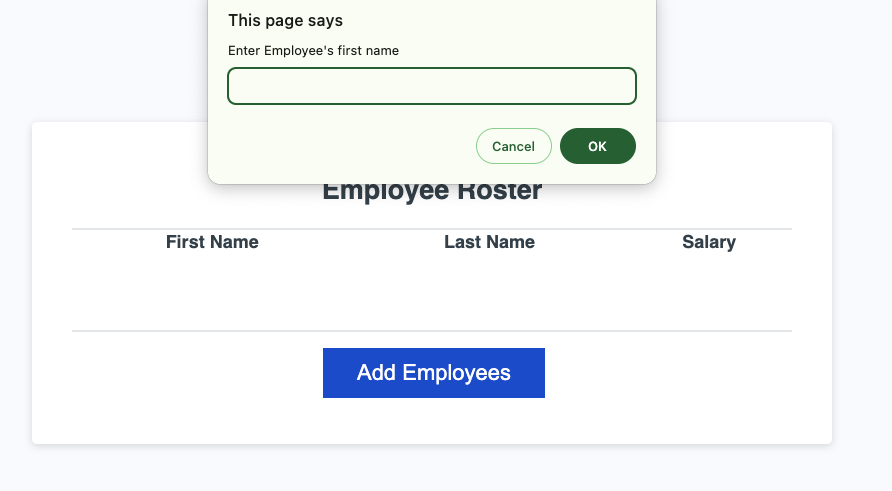 This page says
Enter Employee's first name
Cancel OK
Employee Roster
First Name Last Name Salary
Add Employees